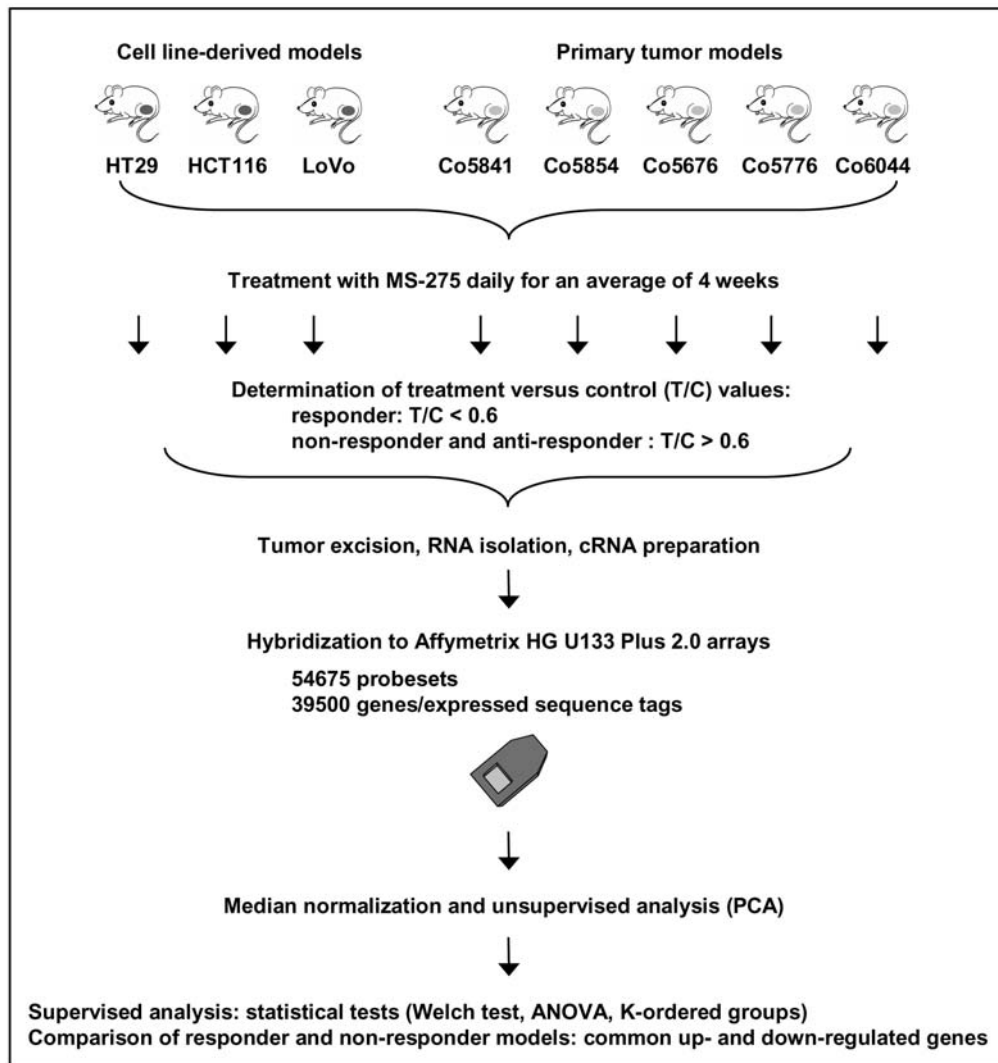 Cell line-derived models Primary tumor models
HT29 HCT116 LoVo Co5841 Co5854 Co5676 Co5776 Co6044
Treatment with MS-275 daily for an average of 4 weeks
Determination of treatment versus control (T/C) values:
responder: T/C < 0.6
non-responder and anti-responder : T/C > 0.6
Tumor excision, RNA isolation, cRNA preparation
Hybridization to Affymetrix HG U133 Plus 2.0 arrays
54675 probesets
39500 genes/expressed sequence tags
Median normalization and unsupervised analysis (PCA)
Supervised analysis: statistical tests (Welch test, ANOVA, K-ordered groups)
Comparison of responder and non-responder models: common up- and down-regulated genes